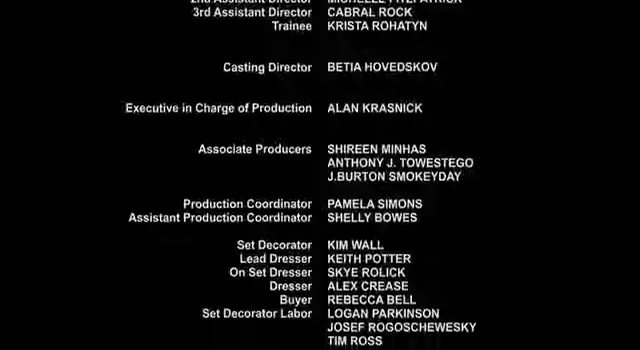 3rd Assistant Director CABRAL ROCK
Trainee KRISTA ROHATYN
Casting Director BETIA HOVEDSKOV
Executive in Charge of Production ALAN KRASNICK
Associate Producers SHIREEN MINHAS
ANTHONY J. TOWESTEGO
J.BURTON SMOKEYDAY
Production Coordinator PAMELA SIMONS
Assistant Production Coordinator SHELLY BOWES
Set Decorator KIM WALL
Lead Dresser KEITH POTTER
On Set Dresser SKYE ROLICK
Dresser ALEX CREASE
Buyer REBECCA BELL
Set Decorator Labor LOGAN PARKINSON
JOSEF ROGOSCHEWESKY
TIM ROSS